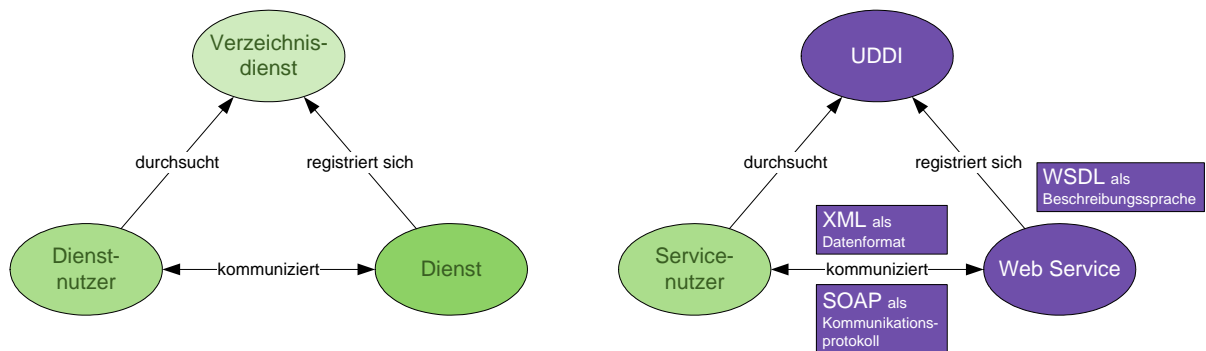 Verzeichnis-
dienst
durchsucht
registriert sich
Dienst-
nutzer
kommuniziert
Dienst
UDDI
durchsucht
registriert sich
WSDL als
Beschreibungssprache
XML als
Datenformat
Service-
nutzer
kommuniziert
Web Service
SOAP als
Kommunikations-
protokoll